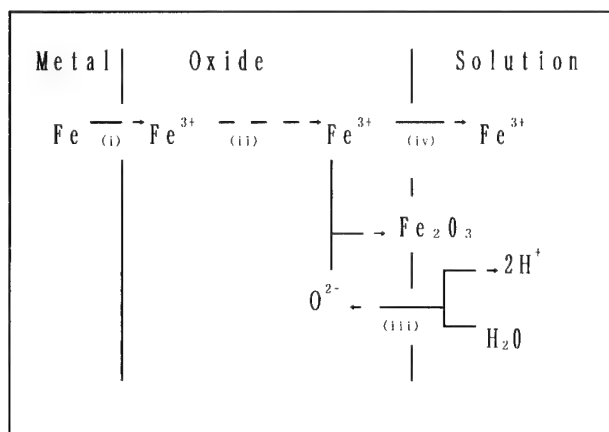 Metal Oxide Solution
Fe (i) Fe³⁺ (ii) Fe³⁺ (iv) Fe³⁺
Fe₂O₃
2H⁺
O²⁻ (iii)
H₂O